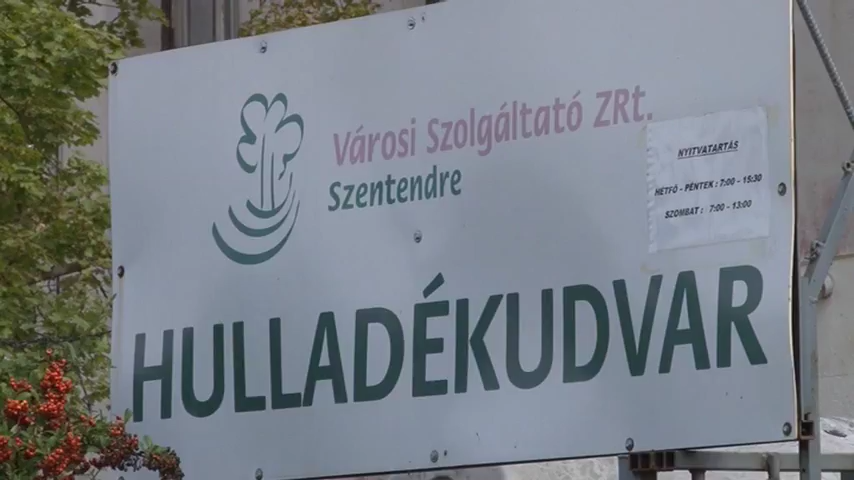 Városi Szolgáltató ZRt.
Szentendre
NYITVATARTÁS
HÉTFŐ - PÉNTEK : 7:00 - 15:30
SZOMBAT : 7:00 - 13:00
HULLADÉKUDVAR